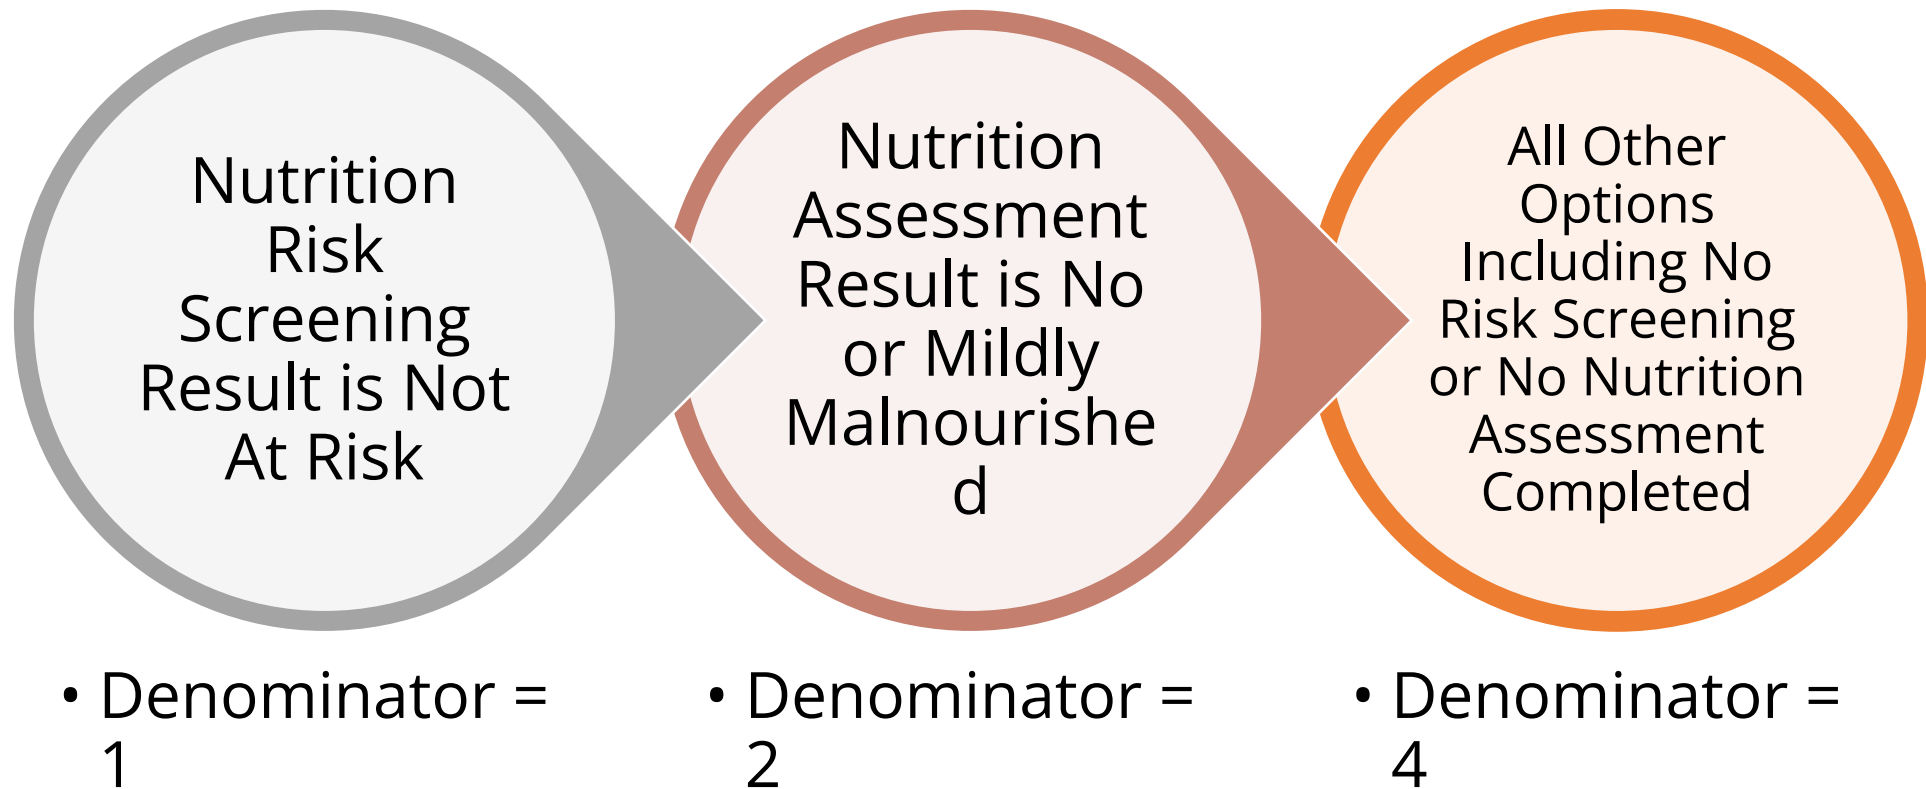 Nutrition
Risk
Screening
Result is Not
At Risk
• Denominator =
1
Nutrition
Assessment
Result is No
or Mildly
Malnourishe
d
• Denominator =
2
All Other
Options
Including No
Risk Screening
or No Nutrition
Assessment
Completed
• Denominator =
4